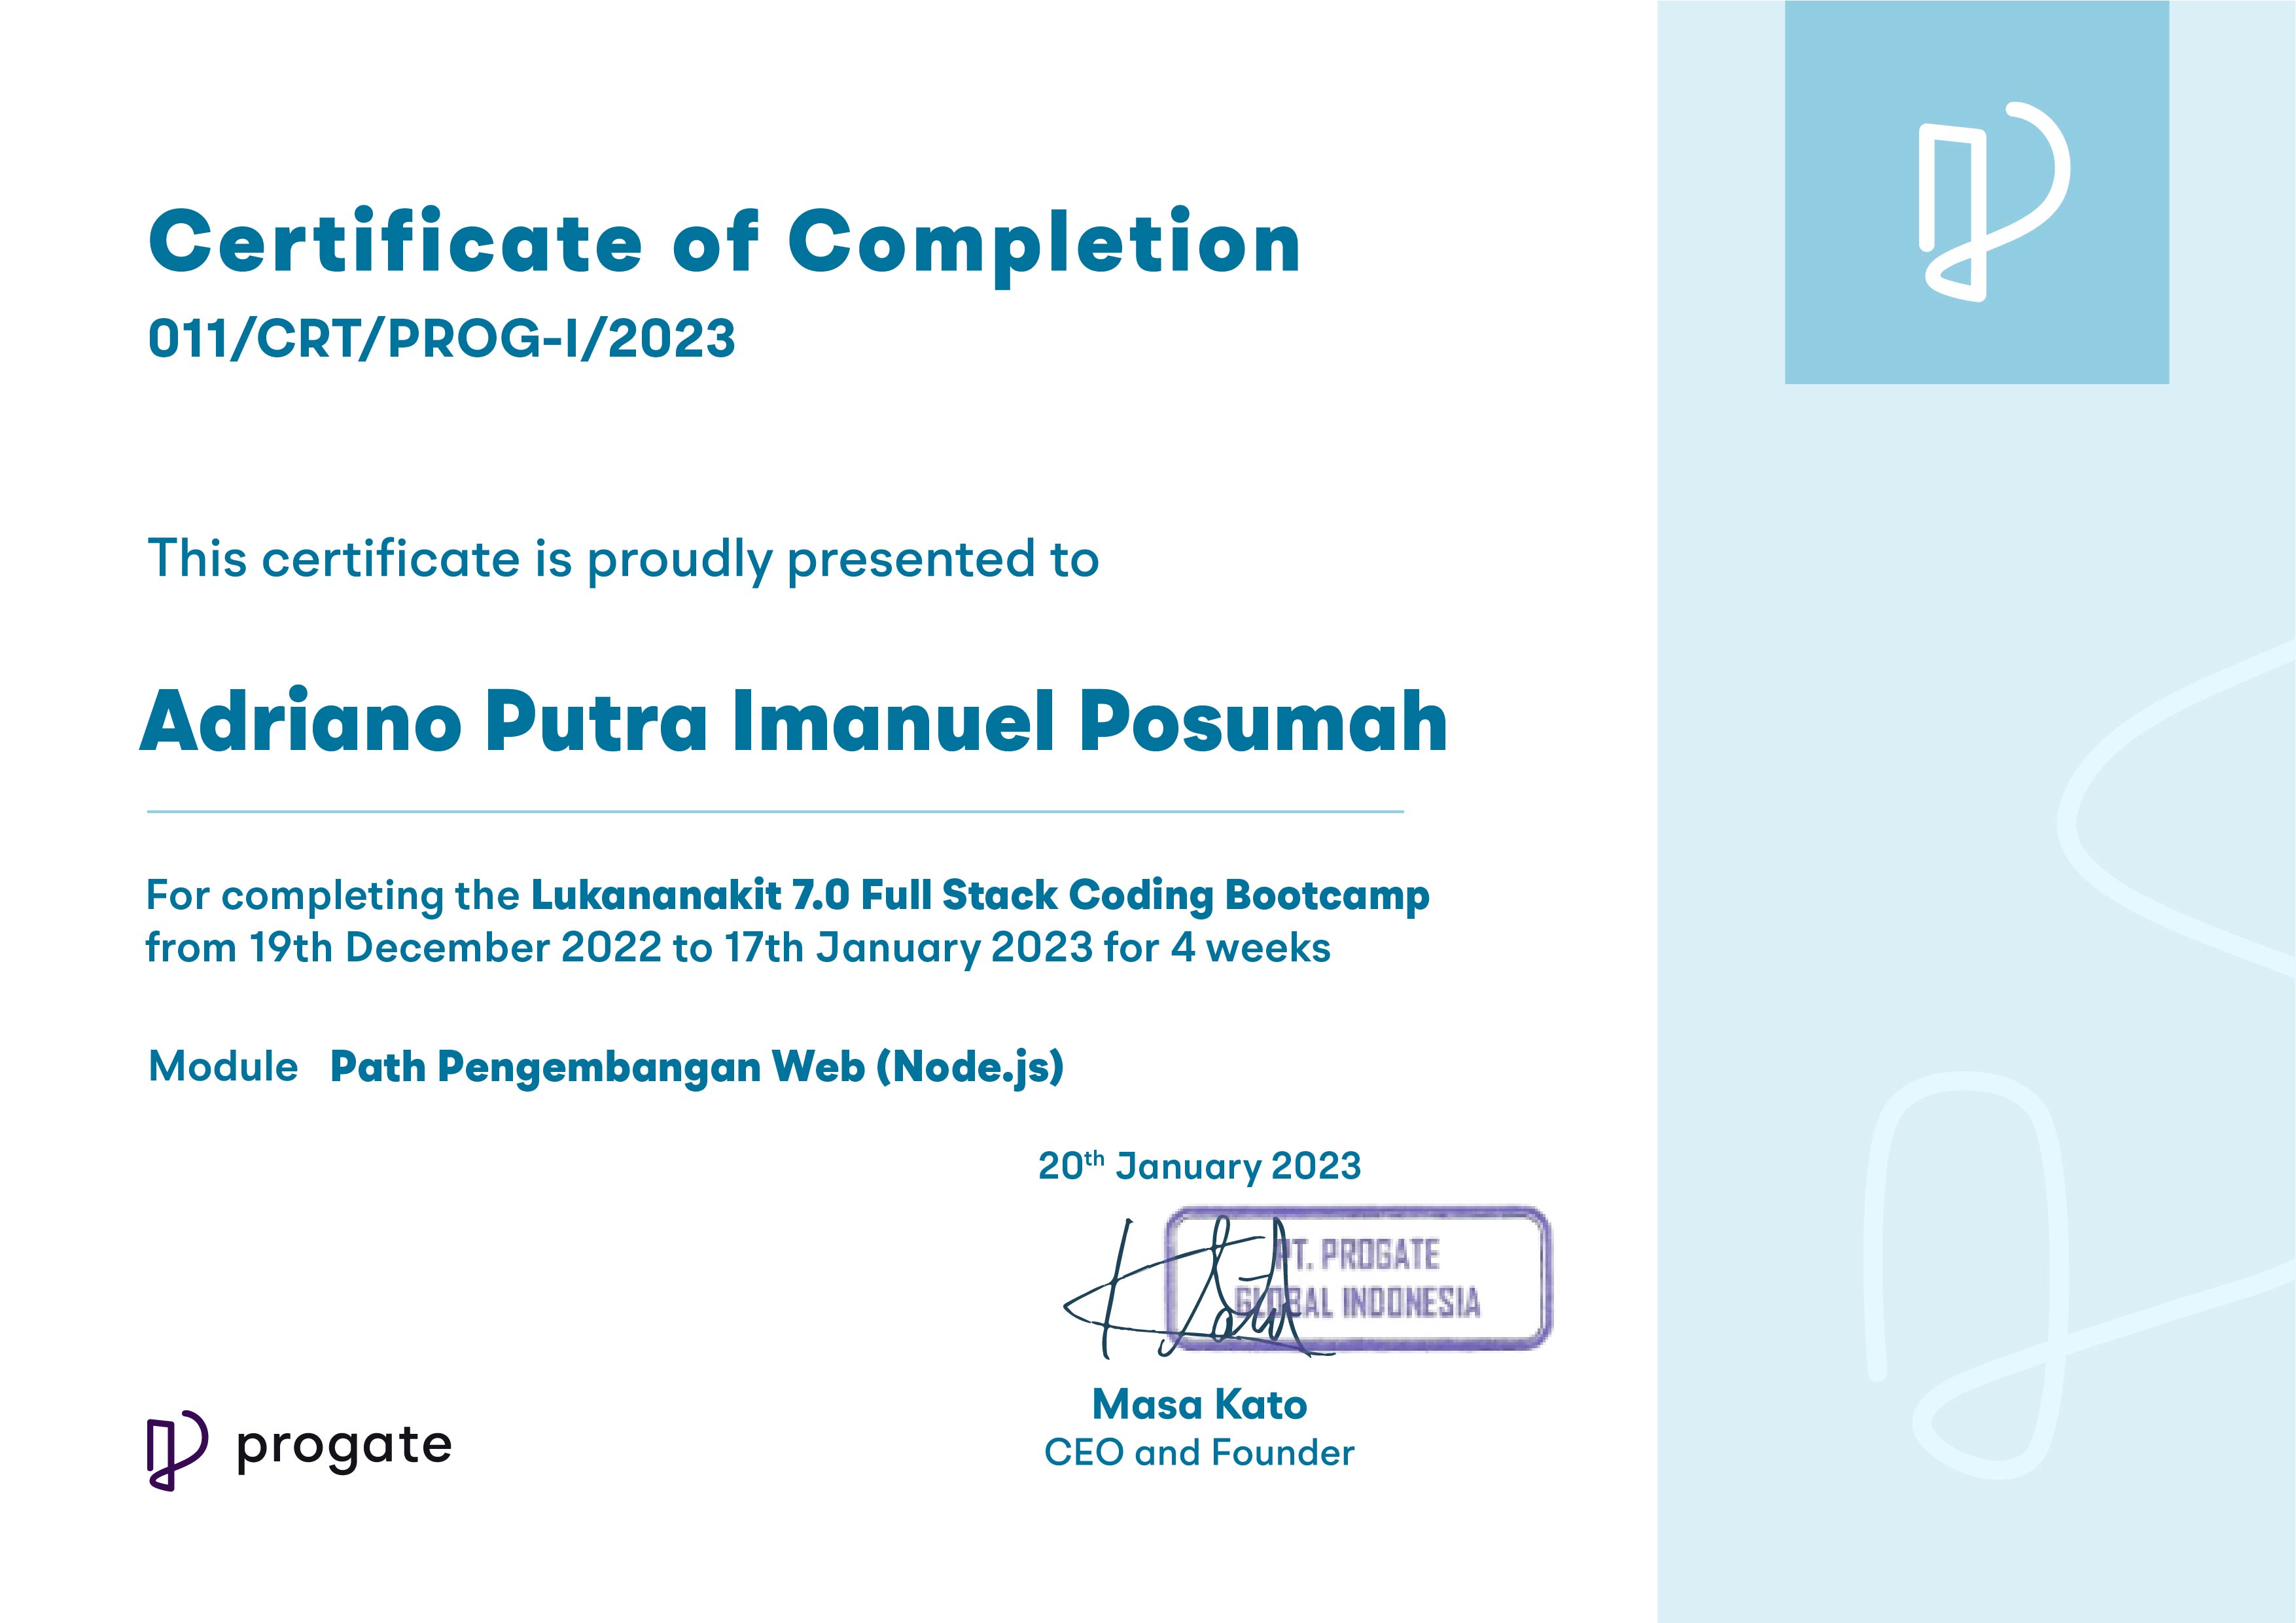 Certificate of Completion
011/CRT/PROG-I/2023
This certificate is proudly presented to
Adriano Putra Imanuel Posumah
For completing the Lukananakit 7.0 Full Stack Coding Bootcamp
from 19th December 2022 to 17th January 2023 for 4 weeks
Module Path Pengembangan Web (Node.js)
20th January 2023
PT. PROGATE
GLOBAL INDONESIA
Masa Kato
CEO and Founder
progate